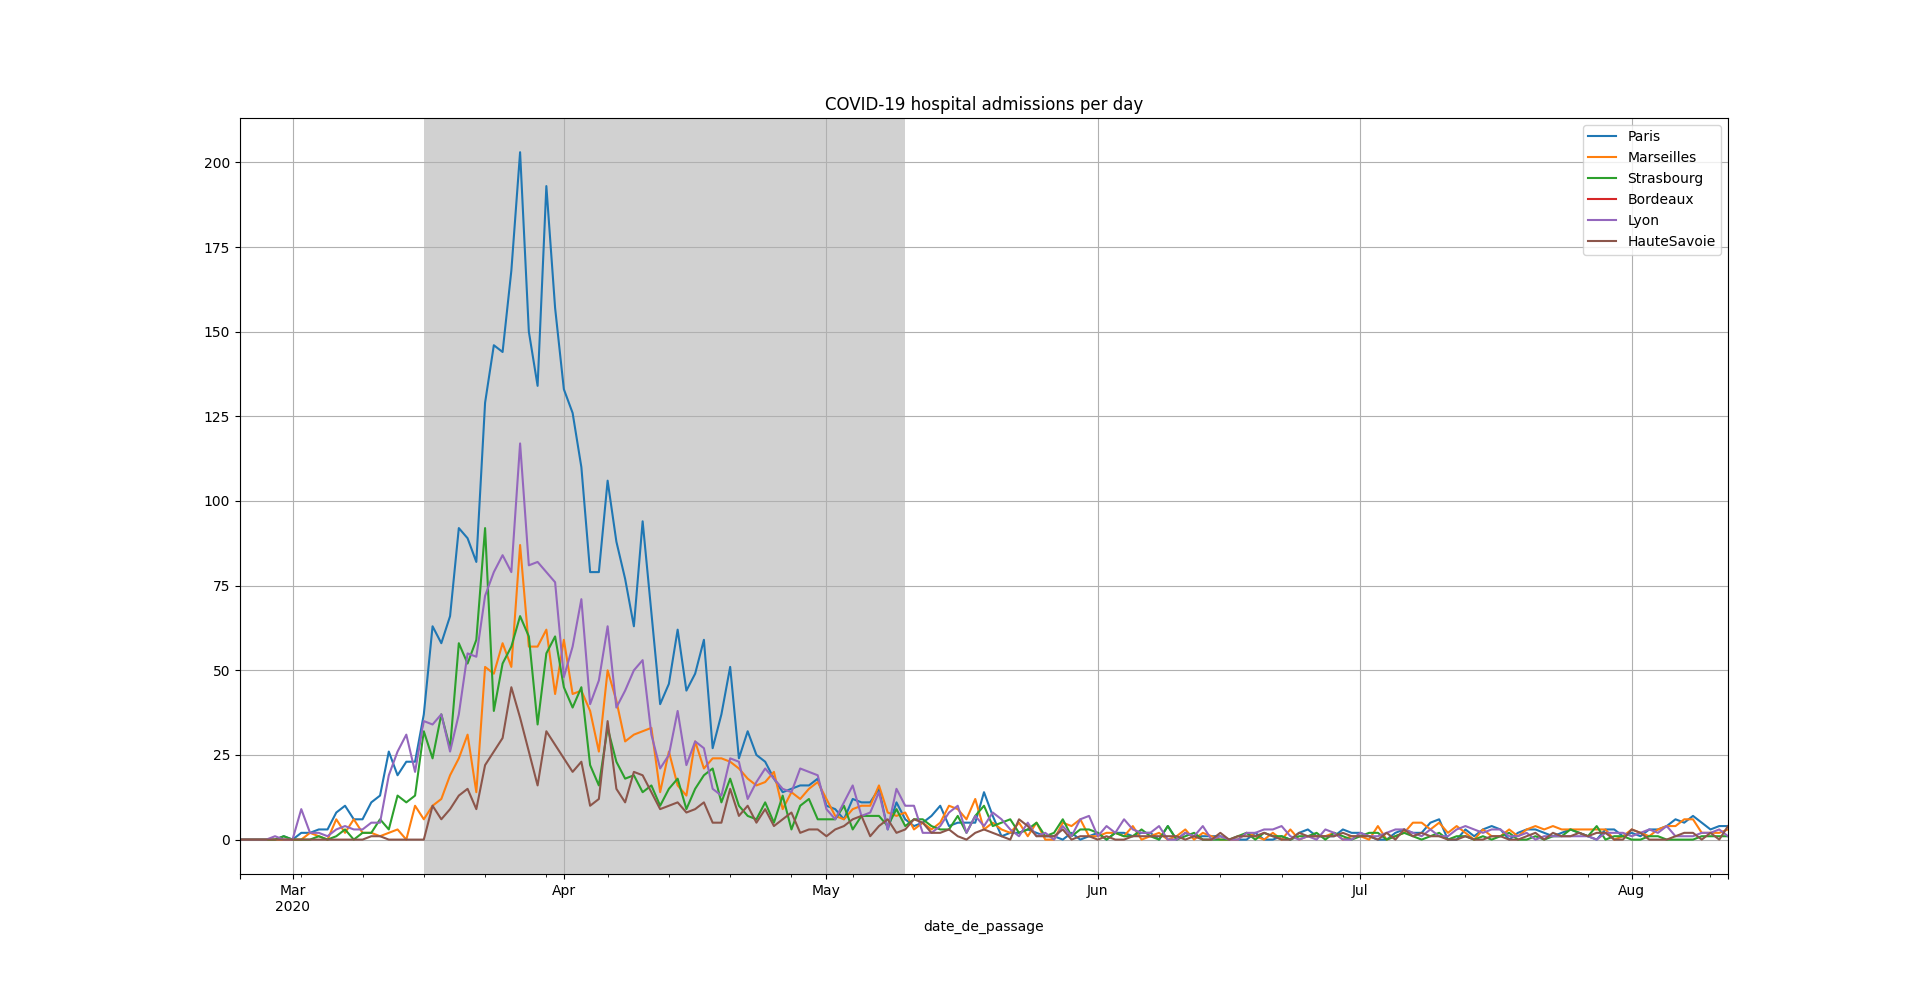 COVID-19 hospital admissions per day
200
175
150
125
100
75
50
25
0
Paris
Marseilles
Strasbourg
Bordeaux
Lyon
HauteSavoie
Mar
2020
Apr
May
Jun
Jul
Aug
date_de_passage